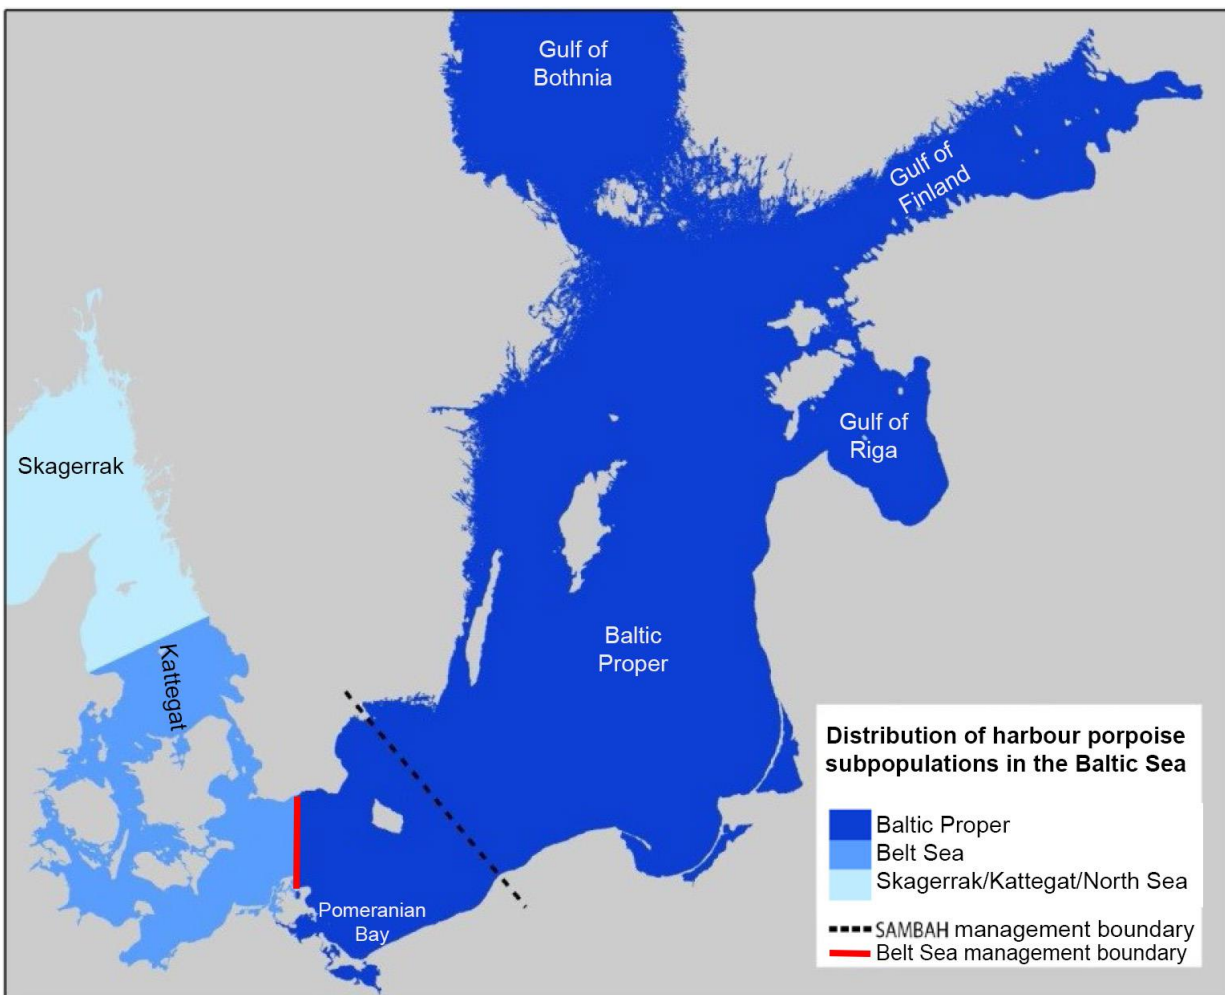 Gulf of
Bothnia
Gulf of
Finland
Skagerrak
Gulf of
Riga
Kattegat
Baltic
Proper
Pomeranian
Bay
Distribution of harbour porpoise
subpopulations in the Baltic Sea
Baltic Proper
Belt Sea
Skagerrak/Kattegat/North Sea
SAMBAH management boundary
Belt Sea management boundary